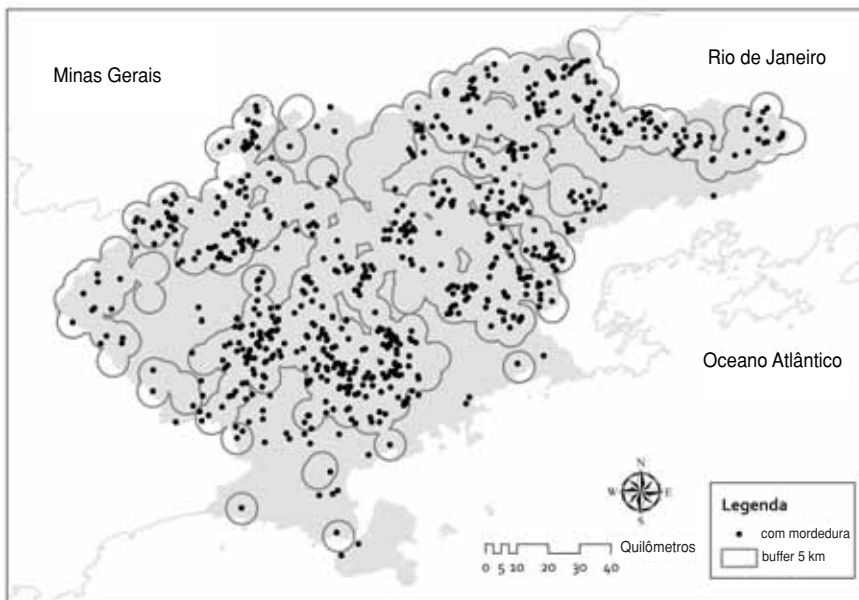 Minas Gerais
Rio de Janeiro
Oceano Atlântico
N
W E
S
Legenda
com mordedura
buffer 5 km
Quilômetros
0 5 10 20 30 40